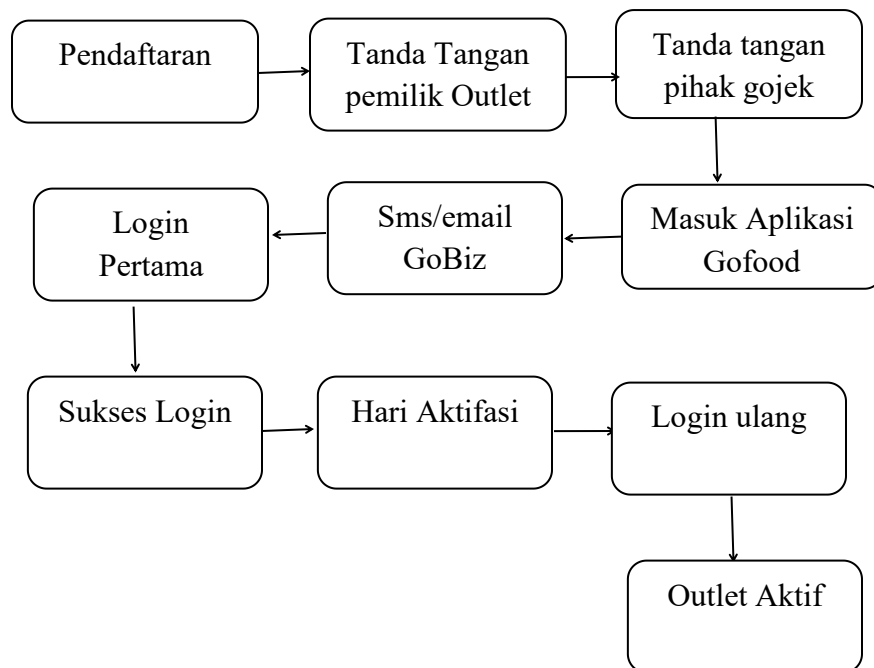 Pendaftaran
Tanda Tangan
pemilik Outlet
Tanda tangan
pihak gojek
Masuk Aplikasi
Gofood
Sms/email
GoBiz
Login
Pertama
Sukses Login
Hari Aktifasi
Login ulang
Outlet Aktif